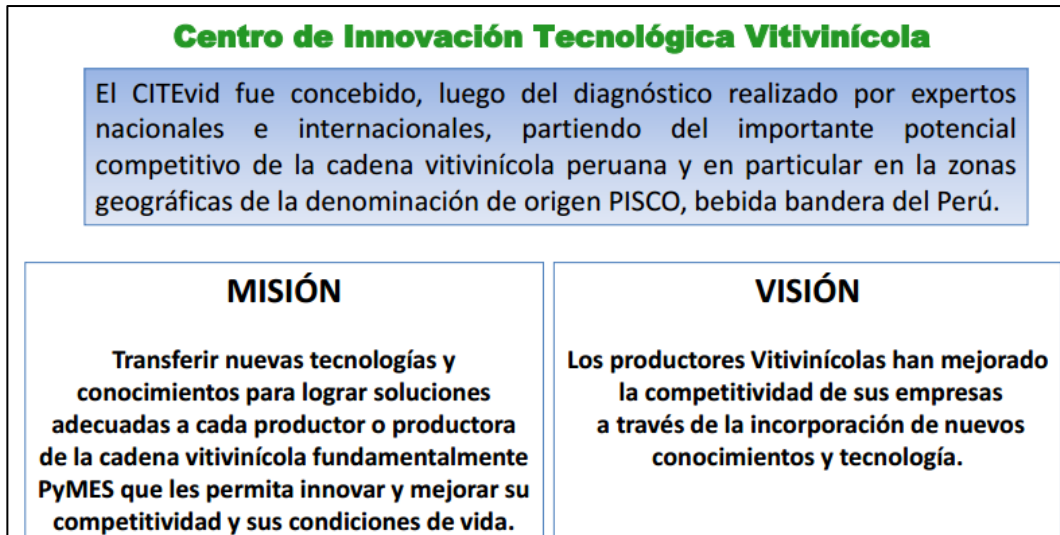 Centro de Innovación Tecnológica Vitivinícola
El CITEvid fue concebido, luego del diagnóstico realizado por expertos
nacionales e internacionales, partiendo del importante potencial
competitivo de la cadena vitivinícola peruana y en particular en la zonas
geográficas de la denominación de origen PISCO, bebida bandera del Perú.
MISIÓN
Transferir nuevas tecnologías y
conocimientos para lograr soluciones
adecuadas a cada productor o productora
de la cadena vitivinícola fundamentalmente
PyMES que les permita innovar y mejorar su
competitividad y sus condiciones de vida.
VISIÓN
Los productores Vitivinícolas han mejorado
la competitividad de sus empresas
a través de la incorporación de nuevos
conocimientos y tecnología.